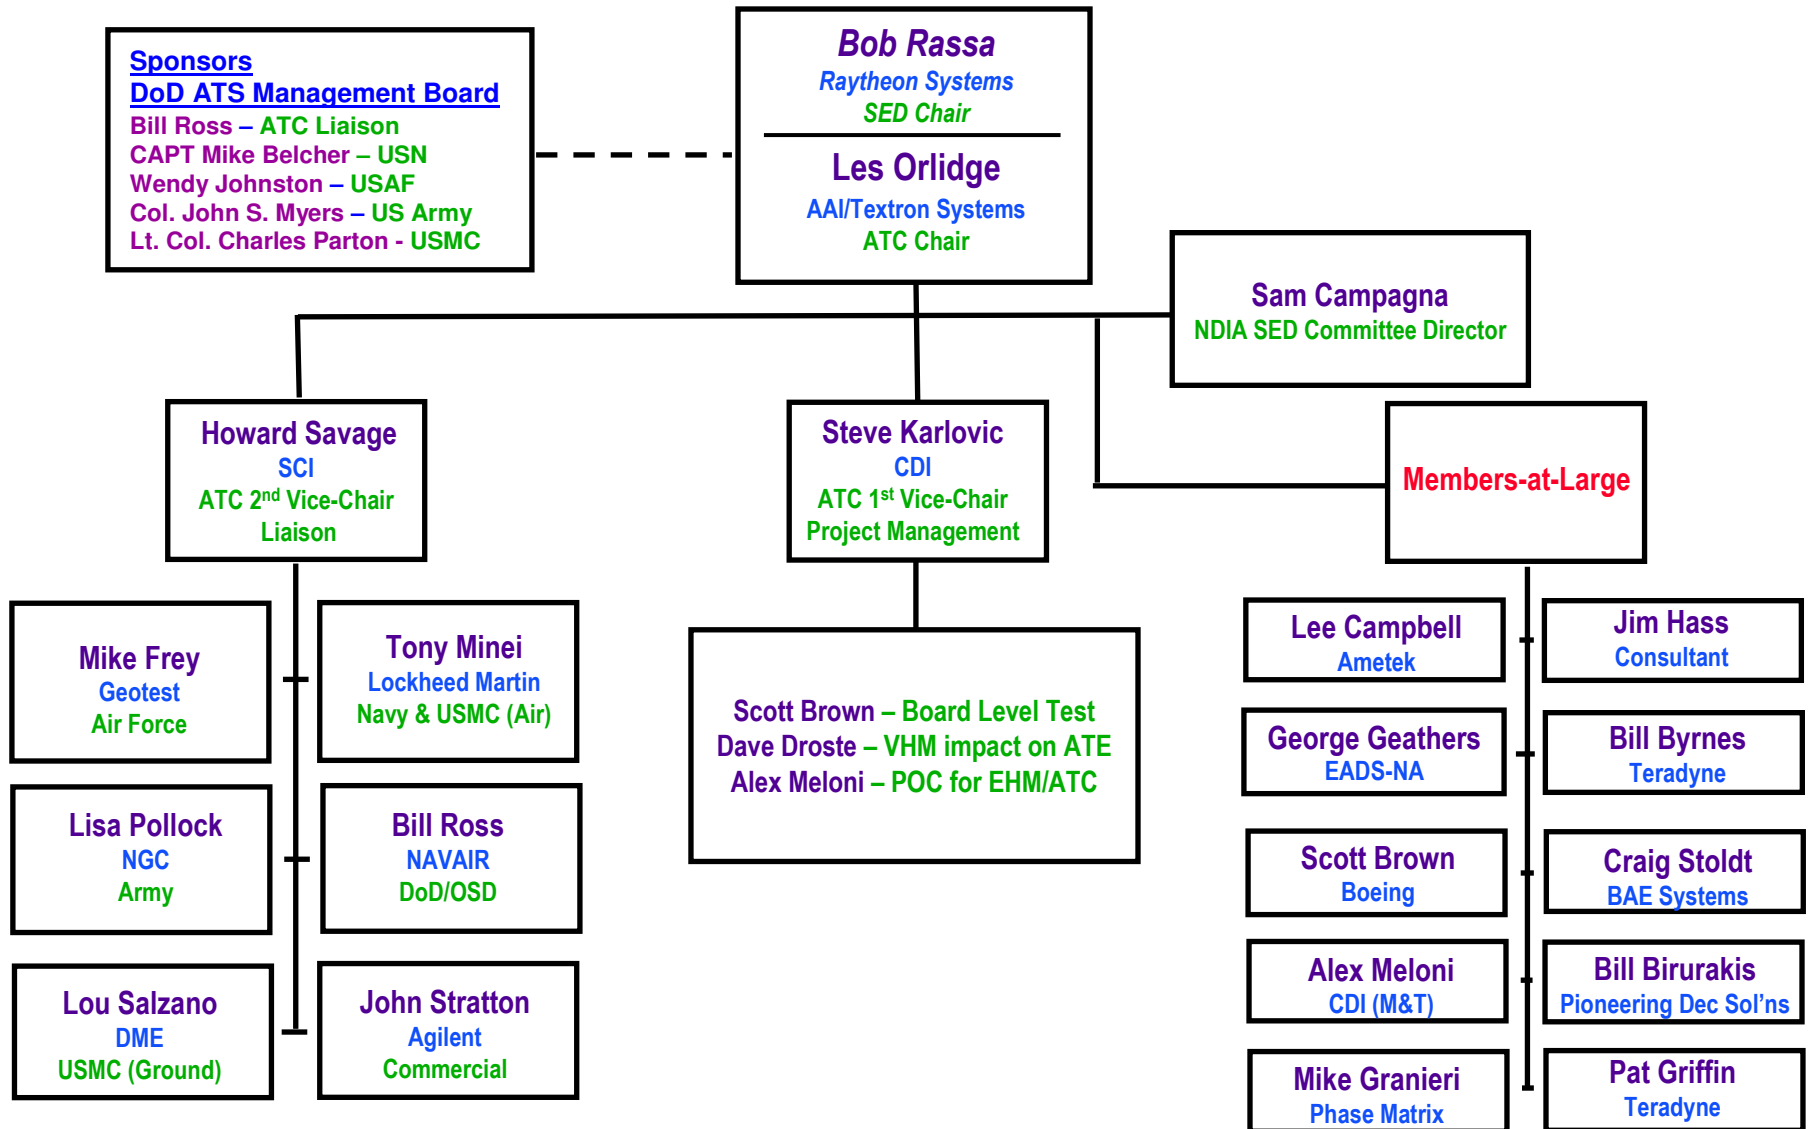 Sponsors
DoD ATS Management Board
Bill Ross – ATC Liaison
CAPT Mike Belcher – USN
Wendy Johnston – USAF
Col. John S. Myers – US Army
Lt. Col. Charles Parton - USMC
Bob Rassa
Raytheon Systems
SED Chair
Les Orlidge
AAI/Textron Systems
ATC Chair
Sam Campagna
NDIA SED Committee Director
Howard Savage
SCI
ATC 2nd Vice-Chair
Liaison
Steve Karlovic
CDI
ATC 1st Vice-Chair
Project Management
Members-at-Large
Mike Frey
Geotest
Air Force
Tony Minei
Lockheed Martin
Navy & USMC (Air)
Lisa Pollock
NGC
Army
Bill Ross
NAVAIR
DoD/OSD
Lou Salzano
DME
USMC (Ground)
John Stratton
Agilent
Commercial
Scott Brown – Board Level Test
Dave Droste – VHM impact on ATE
Alex Meloni – POC for EHM/ATC
Lee Campbell
Ametek
Jim Hass
Consultant
George Geathers
EADS-NA
Bill Byrnes
Teradyne
Scott Brown
Boeing
Craig Stoldt
BAE Systems
Alex Meloni
CDI (M&T)
Bill Birurakis
Pioneering Dec Sol'ns
Mike Granieri
Phase Matrix
Pat Griffin
Teradyne